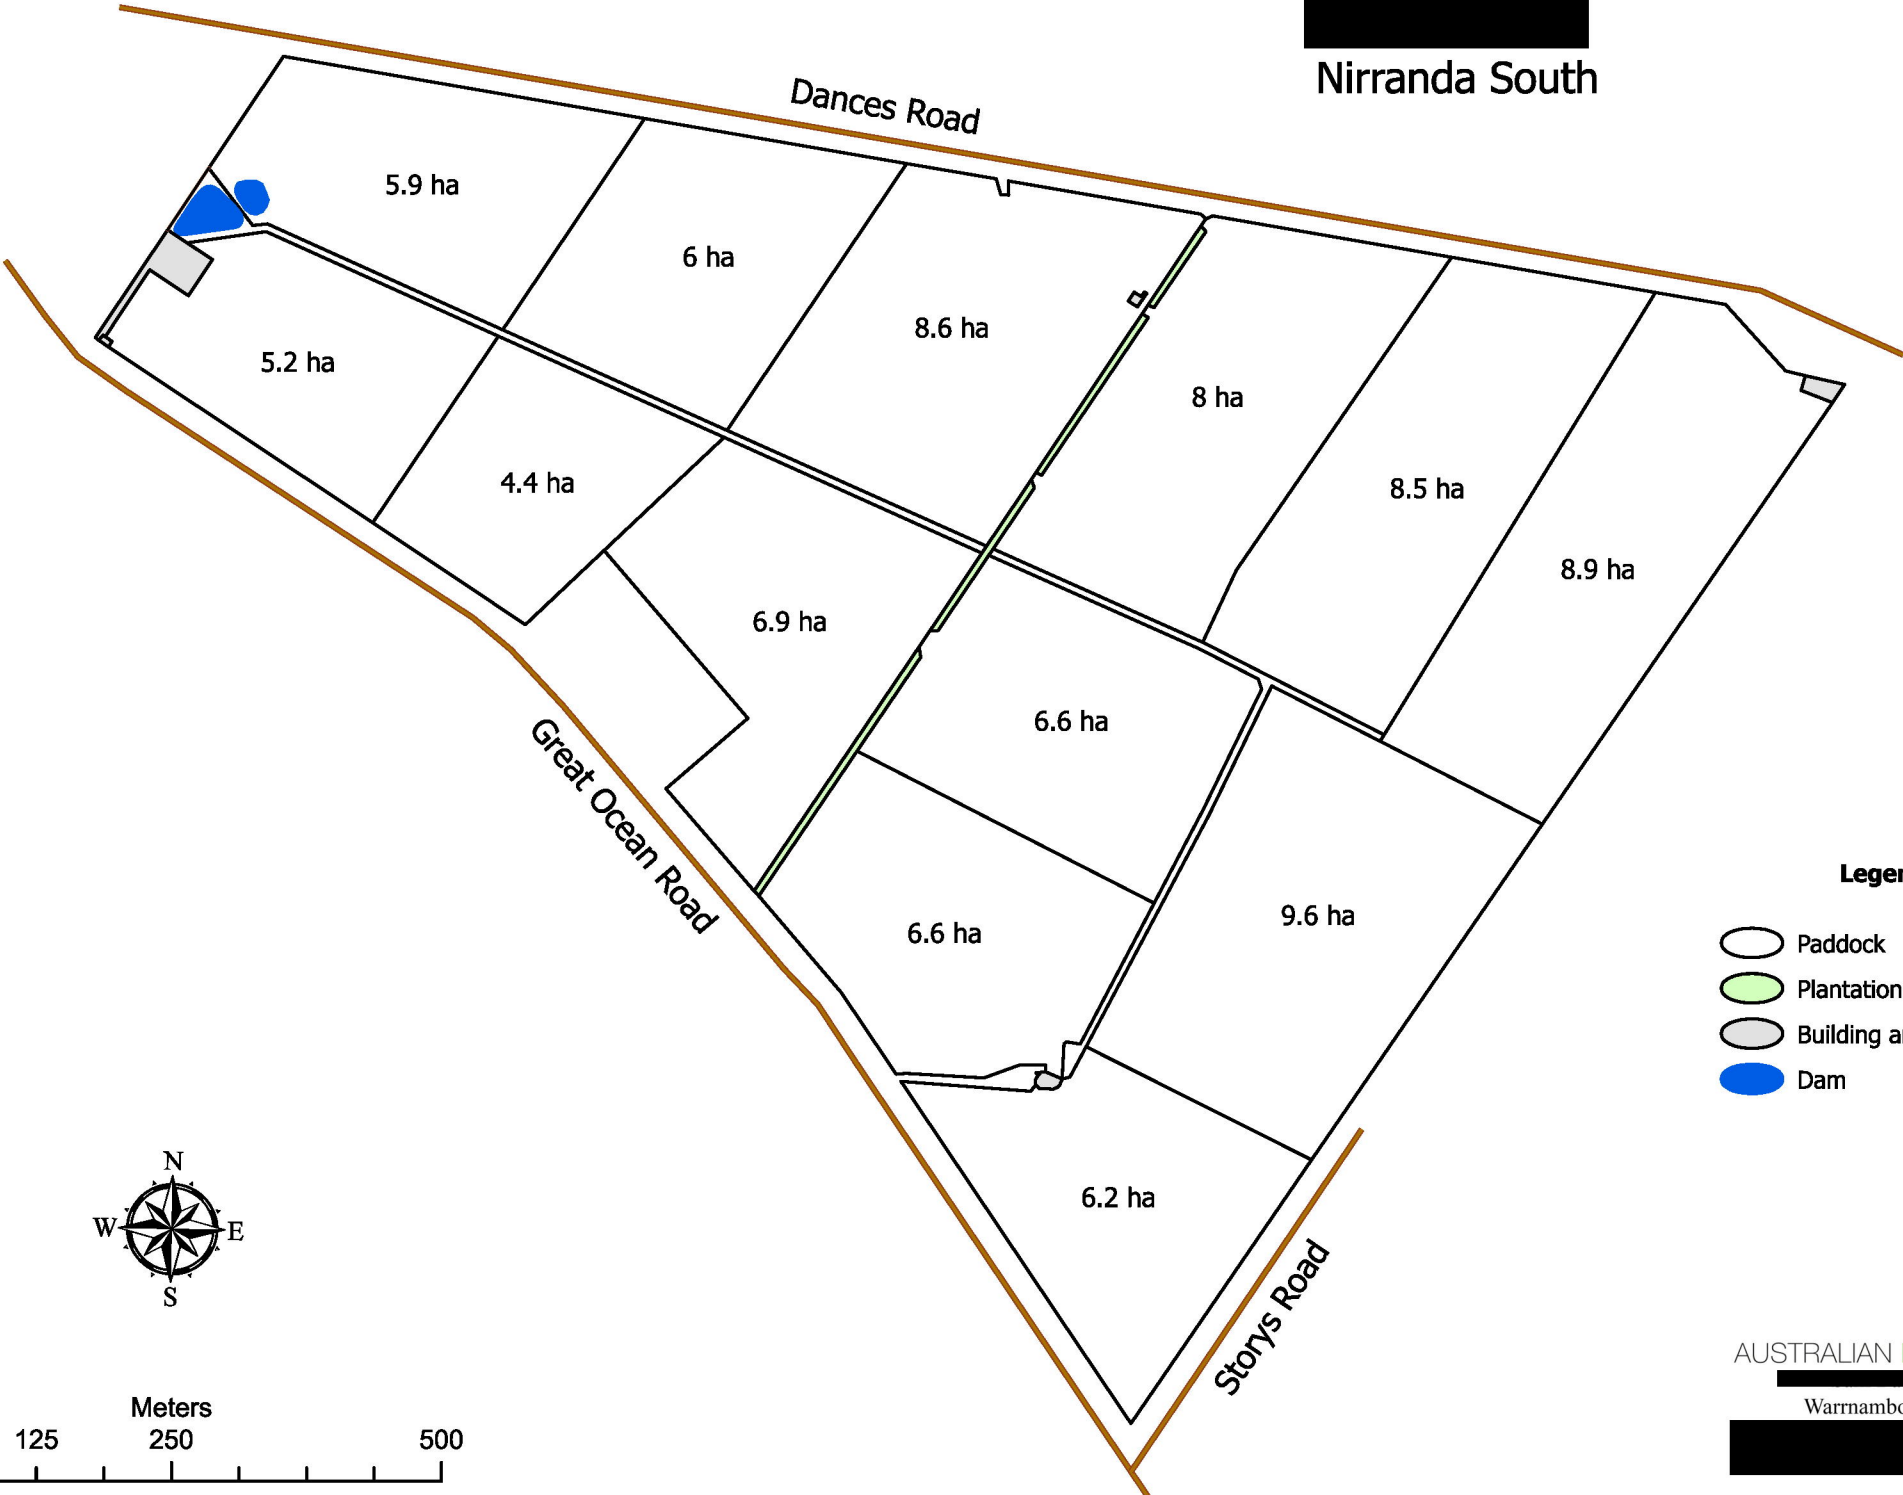 Nirranda South
Dances Road
5.9 ha
6 ha
8.6 ha
5.2 ha
8 ha
4.4 ha
8.5 ha
8.9 ha
6.9 ha
6.6 ha
Great Ocean Road
6.6 ha
9.6 ha
Paddock
Plantation
Building
Dam
N
W
E
S
6.2 ha
Storys Road
AUSTRALIAN
Meters
125 250 500